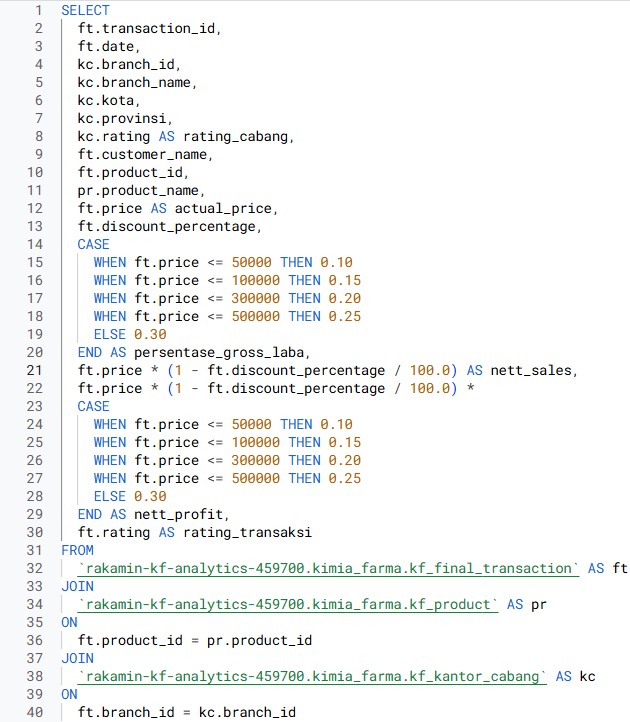 1 SELECT
2 ft.transaction_id,
3 ft.date,
4 kc.branch_id,
5 kc.branch_name,
6 kc.kota,
7 kc.provinsi,
8 kc.rating AS rating_cabang,
9 ft.customer_name,
10 ft.product_id,
11 pr.product_name,
12 ft.price AS actual_price,
13 ft.discount_percentage,
14 CASE
15 WHEN ft.price <= 50000 THEN 0.10
16 WHEN ft.price <= 100000 THEN 0.15
17 WHEN ft.price <= 300000 THEN 0.20
18 WHEN ft.price <= 500000 THEN 0.25
19 ELSE 0.30
20 END AS persentase_gross_laba,
21 ft.price * (1 - ft.discount_percentage / 100.0) AS nett_sales,
22 ft.price * (1 - ft.discount_percentage / 100.0) *
23 CASE
24 WHEN ft.price <= 50000 THEN 0.10
25 WHEN ft.price <= 100000 THEN 0.15
26 WHEN ft.price <= 300000 THEN 0.20
27 WHEN ft.price <= 500000 THEN 0.25
28 ELSE 0.30
29 END AS nett_profit,
30 ft.rating AS rating_transaksi
31 FROM
32 `rakamin-kf-analytics-459700.kimia_farma.kf_final_transaction` AS ft
33 JOIN
34 `rakamin-kf-analytics-459700.kimia_farma.kf_product` AS pr
35 ON
36 ft.product_id = pr.product_id
37 JOIN
38 `rakamin-kf-analytics-459700.kimia_farma.kf_kantor_cabang` AS kc
39 ON
40 ft.branch_id = kc.branch_id